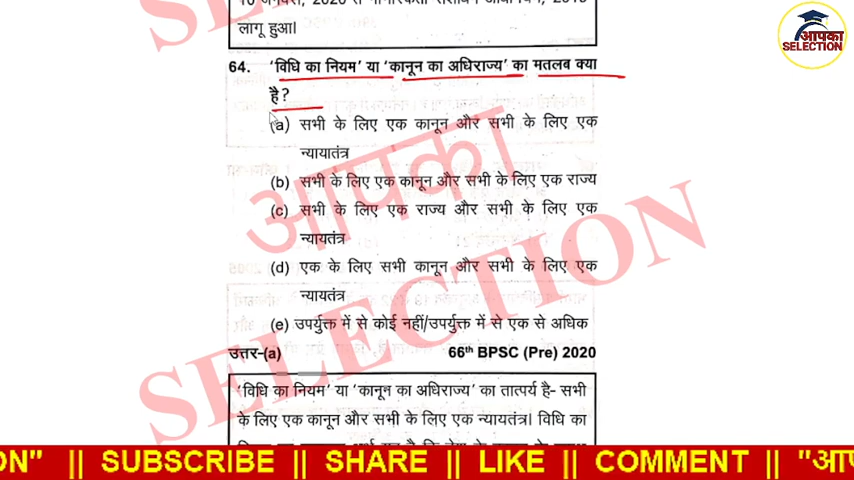 लागू हुआ।
64. 'विधि का नियम' या 'कानून का अधिराज्य' का मतलब क्या
है?
(a) सभी के लिए एक कानून और सभी के लिए एक
न्यायातंत्र
(b) सभी के लिए एक कानून और सभी के लिए एक राज्य
(c) सभी के लिए एक राज्य और सभी के लिए एक
न्यायतंत्र
(d) एक के लिए सभी कानून और सभी के लिए एक
न्यायतंत्र
(e) उपर्युक्त में से कोई नहीं/उपर्युक्त में से एक से अधिक
उत्तर-(a) 66th BPSC (Pre) 2020
'विधि का नियम' या 'कानून का अधिराज्य' का तात्पर्य है- सभी
के लिए एक कानून और सभी के लिए एक न्यायतंत्र। विधि का
आपका
SELECTION
आपका
SELECTION
ON" || SUBSCRIBE || SHARE || LIKE || COMMENT || "आप